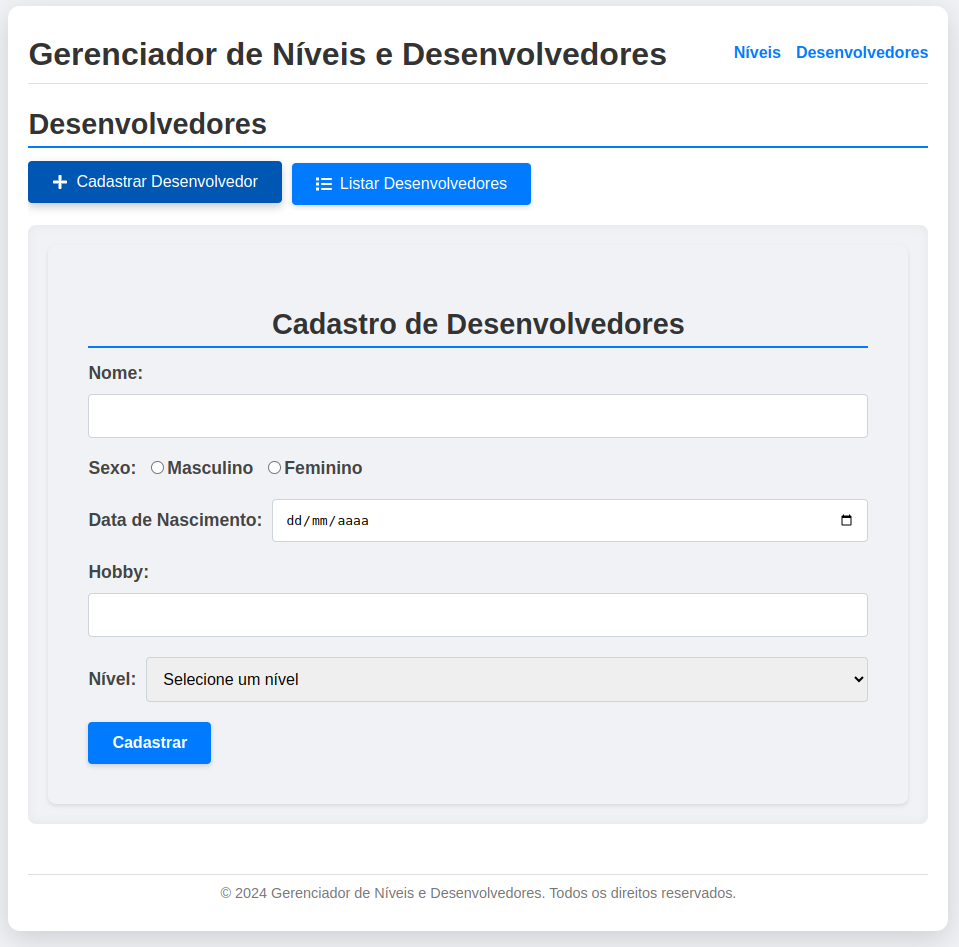 Gerenciador de Níveis e Desenvolvedores
Níveis Desenvolvedores
Desenvolvedores
Cadastrar Desenvolvedor
Listar Desenvolvedores
Cadastro de Desenvolvedores
Nome:
Sexo: Masculino Feminino
Data de Nascimento: dd/mm/aaaa
Hobby:
Nível: Selecione um nível
Cadastrar
© 2024 Gerenciador de Níveis e Desenvolvedores. Todos os direitos reservados.